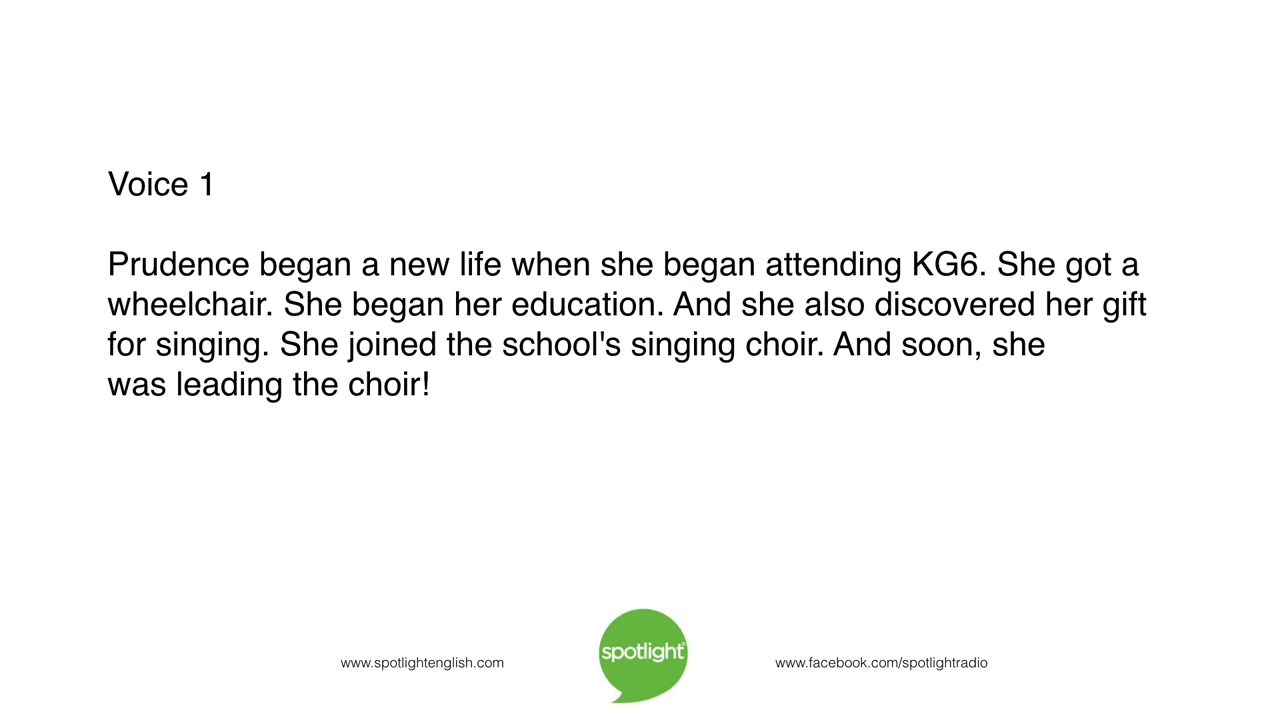 Voice 1
Prudence began a new life when she began attending KG6. She got a
wheelchair. She began her education. And she also discovered her gift
for singing. She joined the school's singing choir. And soon, she
was leading the choir!
www.spotlightenglish.com
spotlight
www.facebook.com/spotlightradio